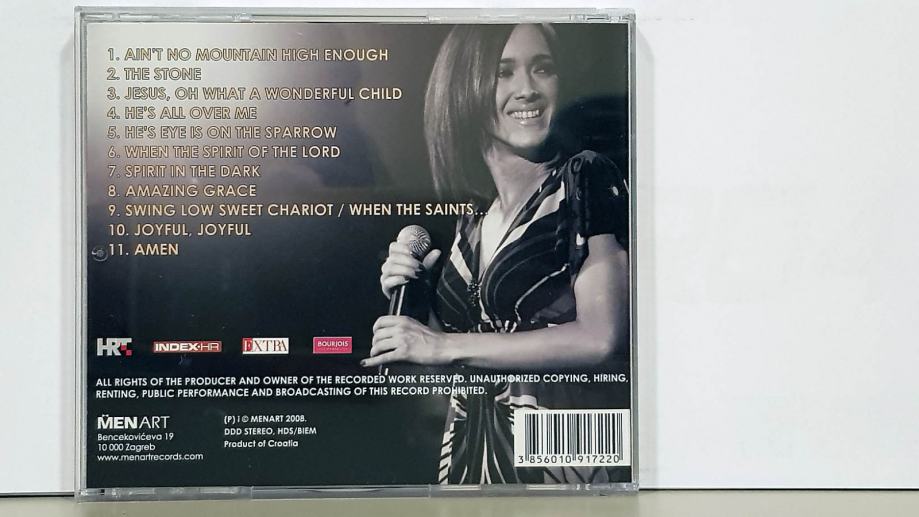 1. AIN'T NO MOUNTAIN HIGH ENOUGH
2. THE STONE
3. JESUS, OH WHAT A WONDERFUL CHILD
4. HE'S ALL OVER ME
5. HE'S EYE IS ON THE SPARROW
6. WHEN THE SPIRIT OF THE LORD
7. SPIRIT IN THE DARK
8. AMAZING GRACE
9. SWING LOW SWEET CHARIOT / WHEN THE SAINTS...
10. JOYFUL, JOYFUL
11. AMEN
HRT INDEX.HR EXTRA BOURJOIS
ALL RIGHTS OF THE PRODUCER AND OWNER OF THE RECORDED WORK RESERVED. UNAUTHORIZED COPYING, HIRING,
RENTING, PUBLIC PERFORMANCE AND BROADCASTING OF THIS RECORD PROHIBITED.
MENART
Bencekovićeva 19
10 000 Zagreb
www.menartrecords.com
(P) i © MENART 2008.
DDD STEREO, HDS/BIEM
Product of Croatia
3 856010 917220